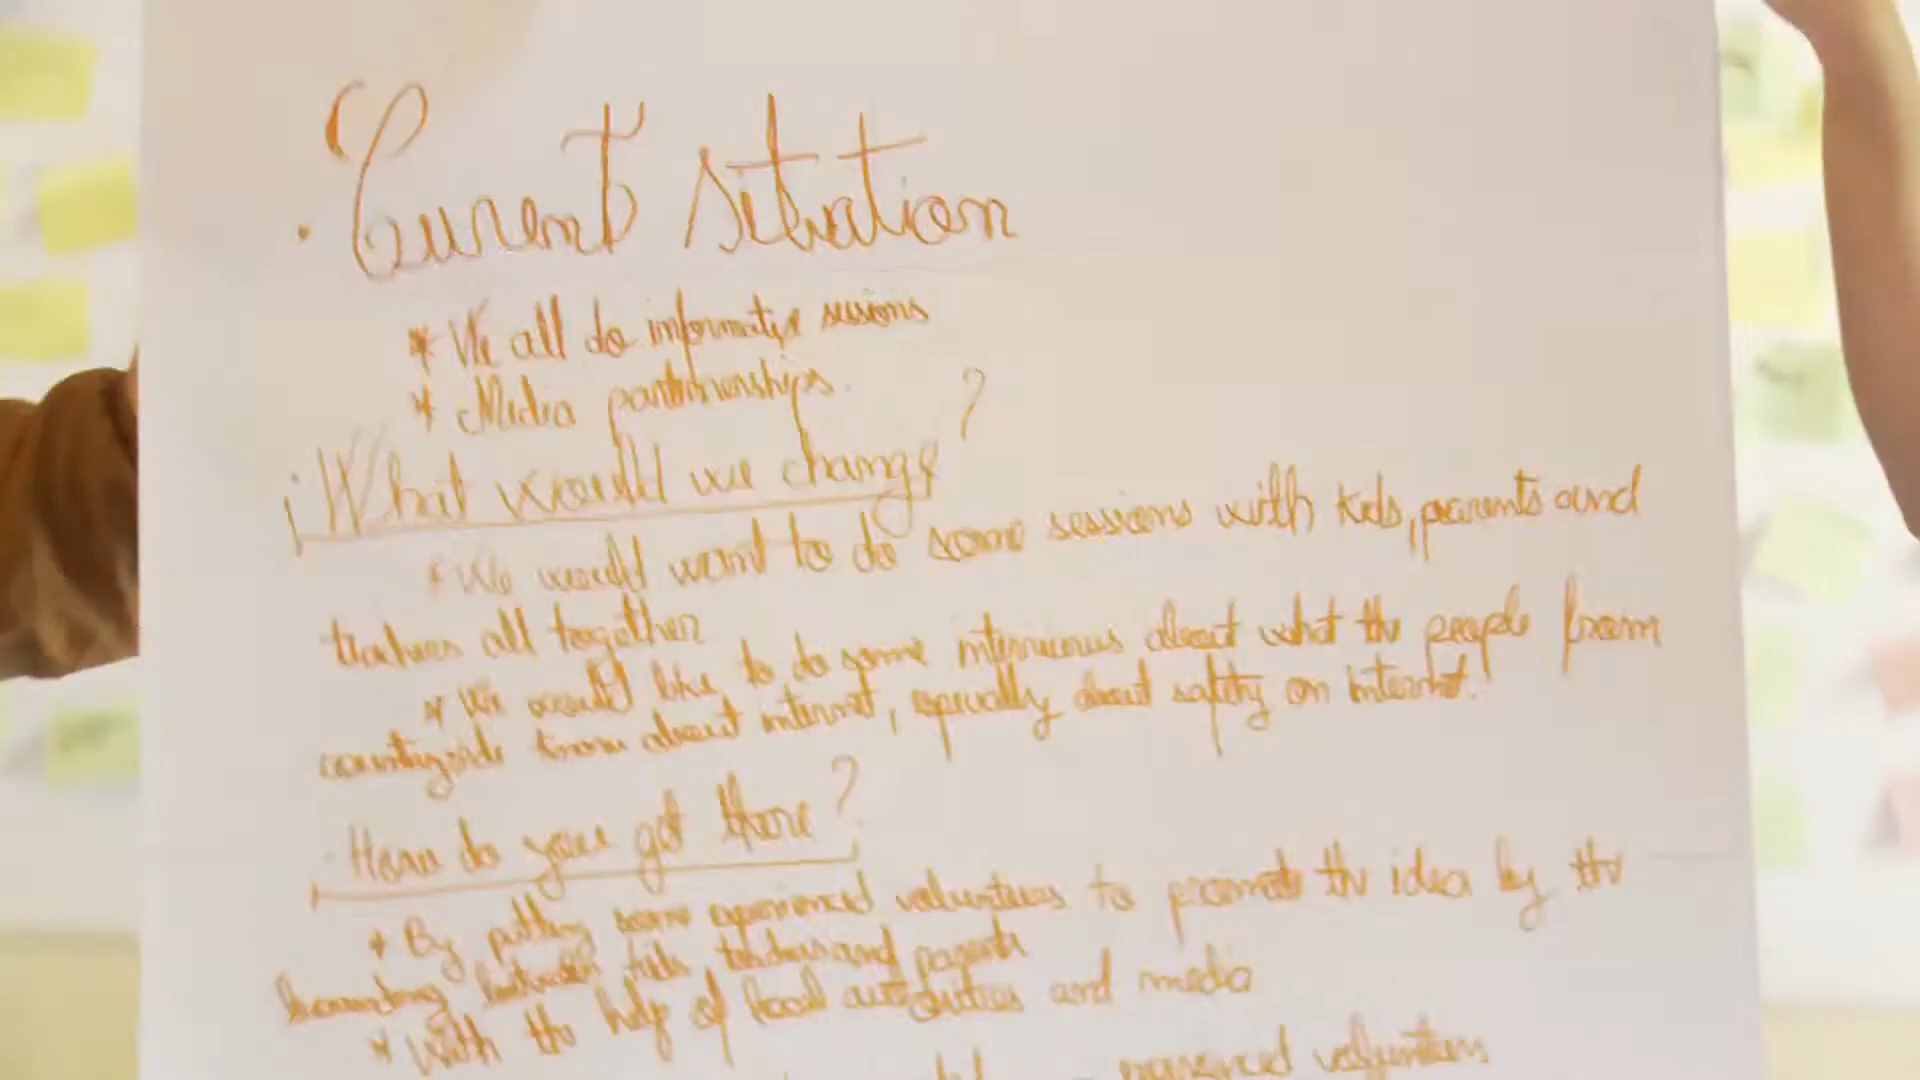 · Current situation
* We all do informative sessions
* Media partnerships.
¡What would we change?
* We would want to do some sessions with kids, parents and
teachers all together
* We would like to do some interviews about what the people from
countryside know about internet, especially about safety on internet.
How do you get there?
* By putting some experienced volunteers to promote the idea by the
between kids teachers and parents
* With the help of local authorities and media
volunteers